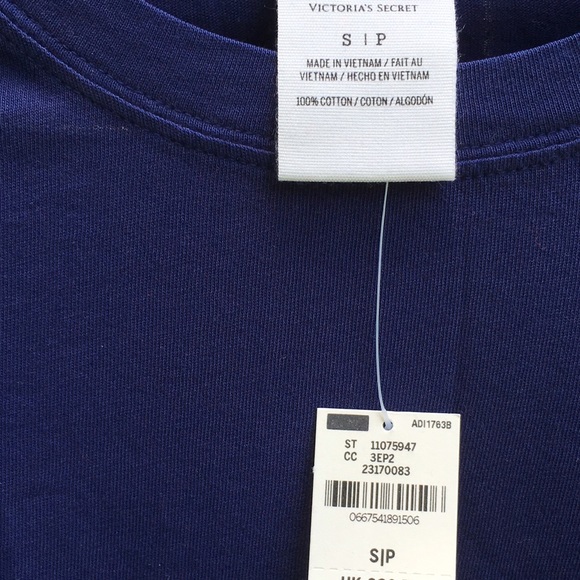 VICTORIA'S SECRET
S | P
MADE IN VIETNAM / FAIT AU
VIETNAM / HECHO EN VIETNAM
100% COTTON / COTON / ALGODÓN
ADI1763B
ST 11075947
CC 3EP2
23170083
0667541891506
S|P